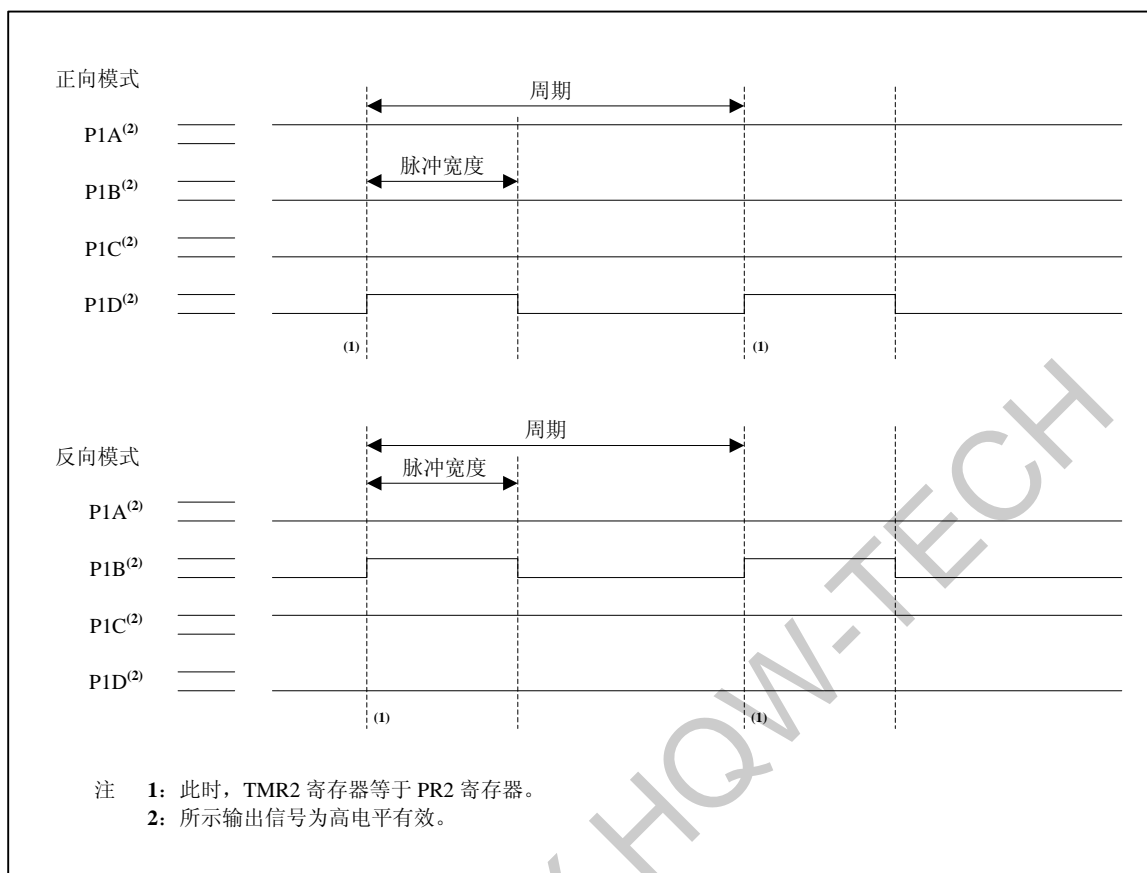 正向模式
周期
P1A(2)
脉冲宽度
P1B(2)
P1C(2)
P1D(2)
(1) (1)
周期
反向模式
脉冲宽度
P1A(2)
P1B(2)
P1C(2)
P1D(2)
(1) (1)
注 1: 此时，TMR2 寄存器等于 PR2 寄存器。
2: 所示输出信号为高电平有效。
HQW-TECH